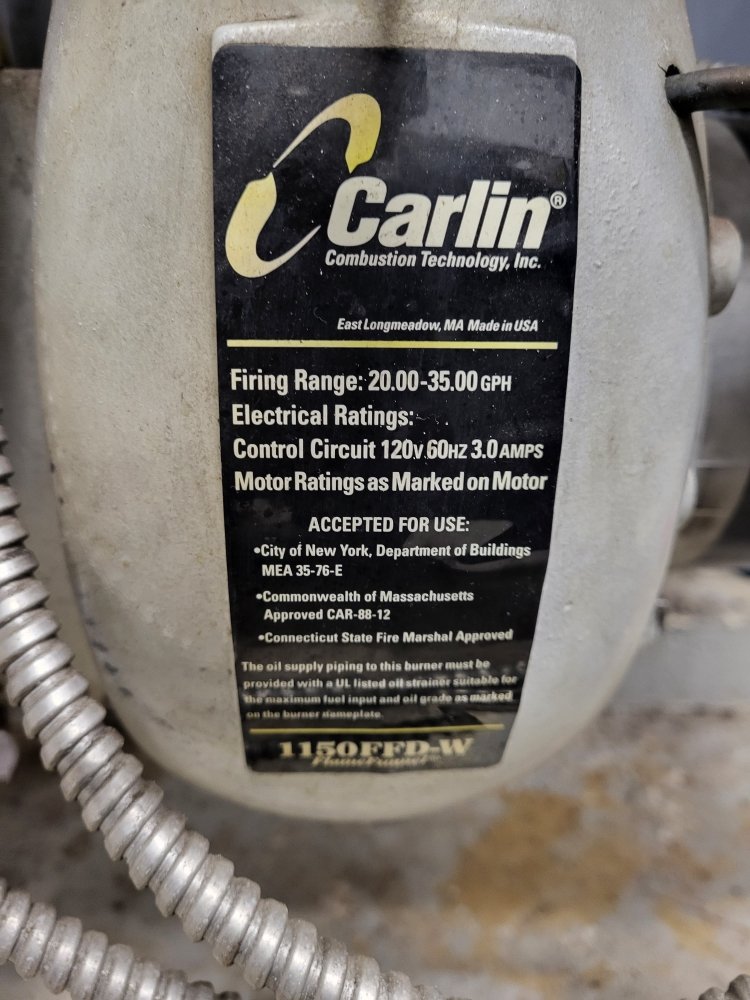 Carlin®
Combustion Technology, Inc.
East Longmeadow, MA Made in USA
Firing Range: 20.00-35.00 GPH
Electrical Ratings:
Control Circuit 120v 60HZ 3.0 AMPS
Motor Ratings as Marked on Motor
ACCEPTED FOR USE:
•City of New York, Department of Buildings
MEA 35-76-E
•Commonwealth of Massachusetts
Approved CAR-88-12
•Connecticut State Fire Marshal Approved
The oil supply piping to this burner must be
provided with a UL listed oil strainer suitable for
the maximum fuel input and oil grade as marked
on the burner nameplate.
1150FFD-W